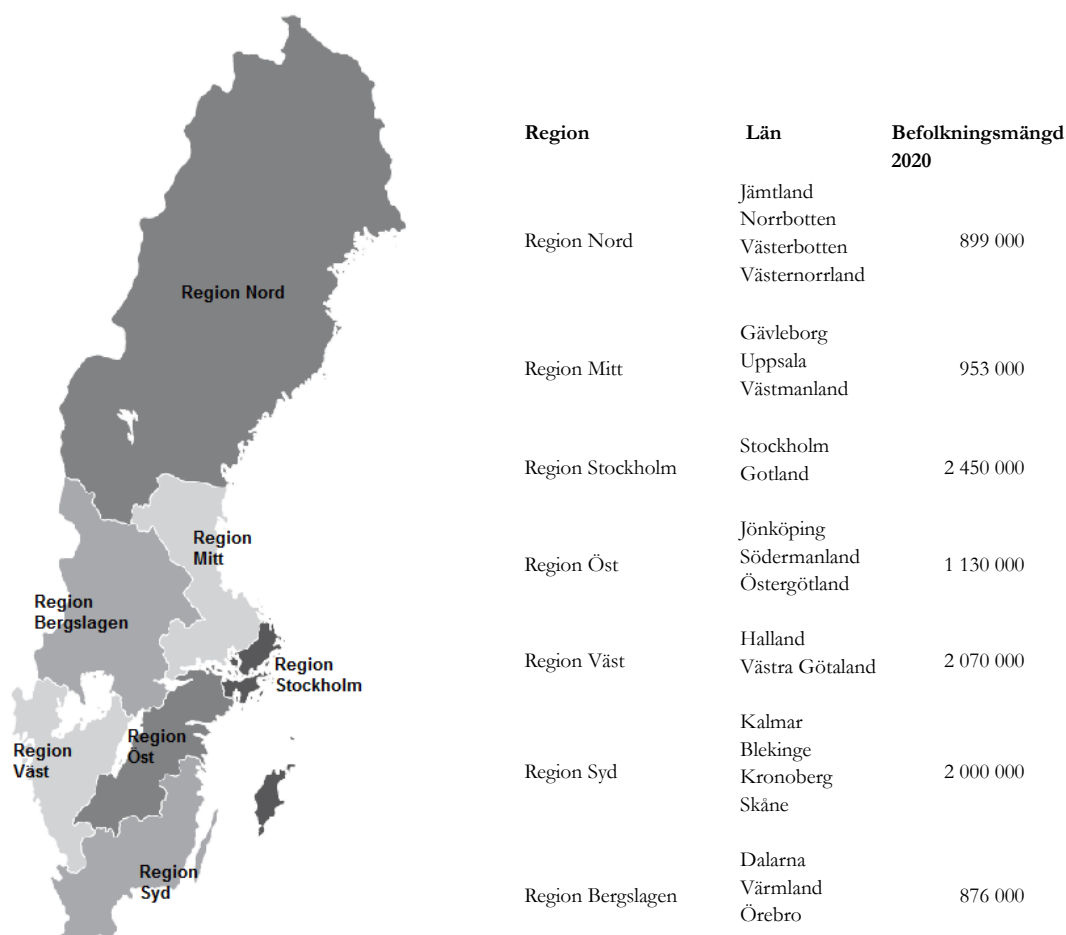 Region Nord
Region
Mitt
Region
Bergslagen
Region
Stockholm
Region
Öst
Region
Väst
Region
Syd
Region Län Befolkningsmängd
2020
Region Nord
Jämtland
Norrbotten
Västerbotten
Västernorrland
899 000
Region Mitt
Gävleborg
Uppsala
Västmanland
953 000
Region Stockholm
Stockholm
Gotland
2 450 000
Region Öst
Jönköping
Södermanland
Östergötland
1 130 000
Region Väst
Halland
Västra Götaland
2 070 000
Region Syd
Kalmar
Blekinge
Kronoberg
Skåne
2 000 000
Region Bergslagen
Dalarna
Värmland
Örebro
876 000